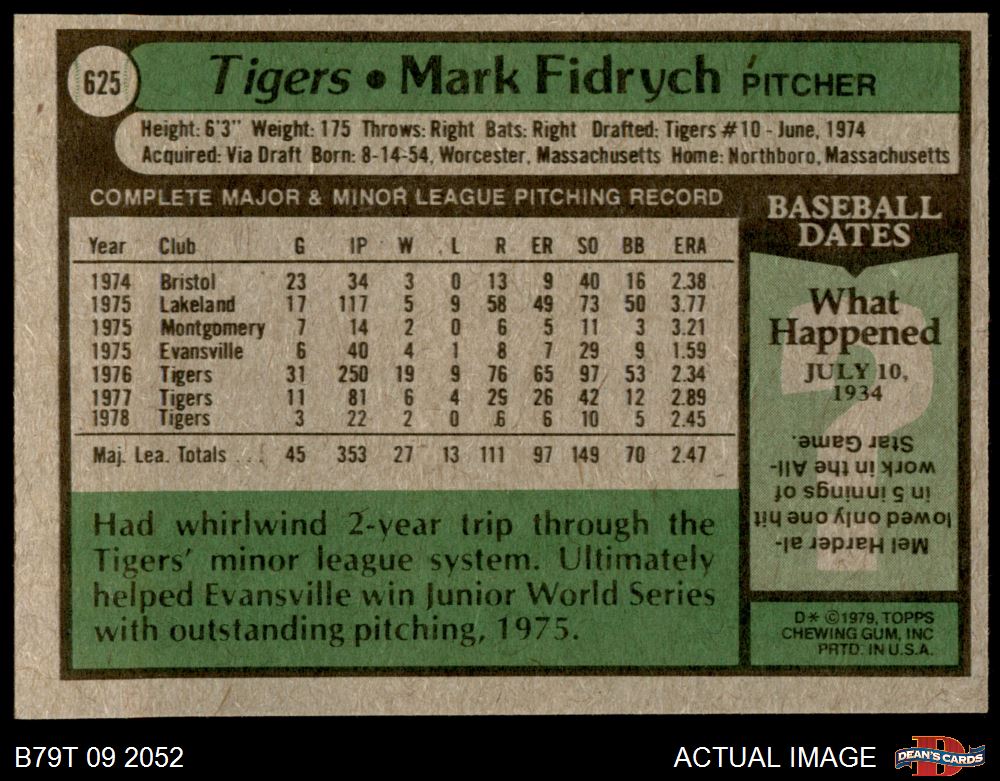 625
Tigers • Mark Fidrych PITCHER
Height: 6'3" Weight: 175 Throws: Right Bats: Right Drafted: Tigers #10 - June, 1974
Acquired: Via Draft Born: 8-14-54, Worcester, Massachusetts Home: Northboro, Massachusetts
COMPLETE MAJOR & MINOR LEAGUE PITCHING RECORD
Year Club G IP W L R ER SO BB ERA
1974 Bristol 23 34 3 0 13 9 40 16 2.38
1975 Lakeland 17 117 5 9 58 49 73 50 3.77
1975 Montgomery 7 14 2 0 6 5 11 3 3.21
1975 Evansville 6 40 4 1 8 7 29 9 1.59
1976 Tigers 31 250 19 9 76 65 97 53 2.34
1977 Tigers 11 81 6 4 29 26 42 12 2.89
1978 Tigers 3 22 2 0 6 6 10 5 2.45
Maj. Lea. Totals ... 45 353 27 13 111 97 149 70 2.47
Had whirlwind 2-year trip through the
Tigers' minor league system. Ultimately
helped Evansville win Junior World Series
with outstanding pitching, 1975.
BASEBALL
DATES
What
Happened
JULY 10,
1934
Mel Harder al-
lowed only one hit
in 5 innings of
work in the All-
Star Game.
D* ©1979, TOPPS
CHEWING GUM, INC
PRTD. IN U.S.A.
B79T 09 2052
ACTUAL IMAGE
D
DEAN'S CARDS